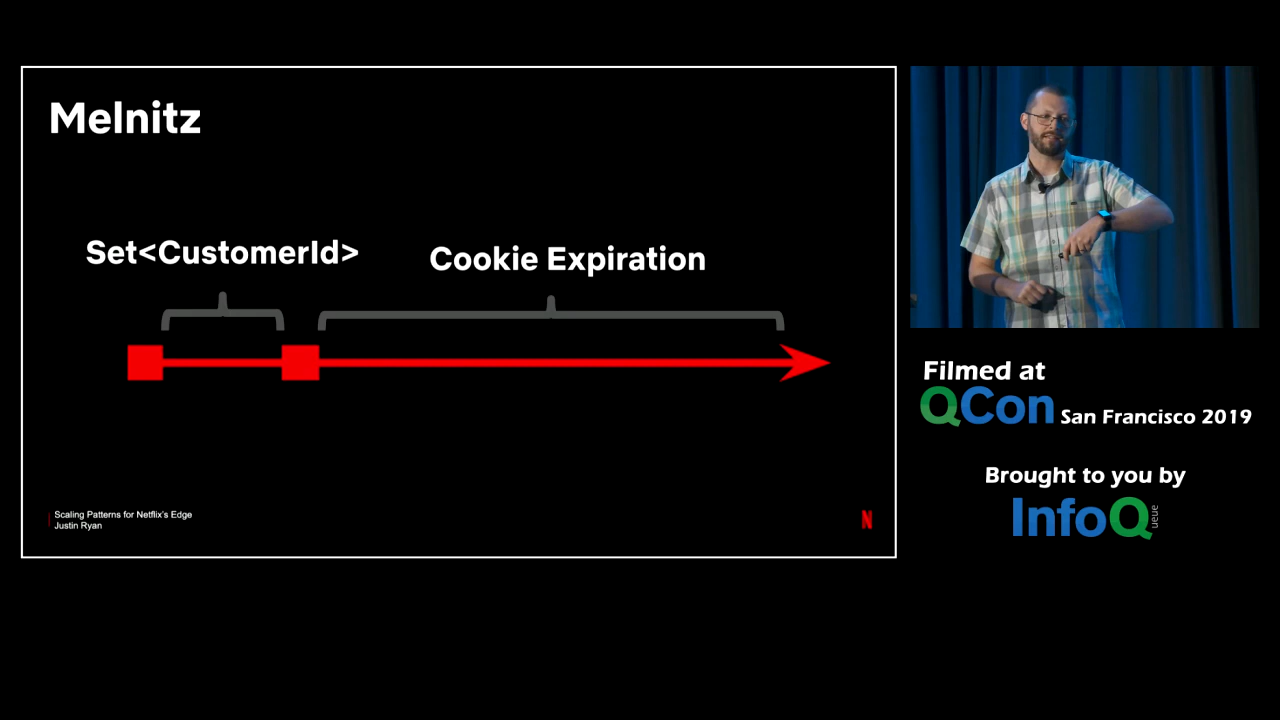 Melnitz
Set<CustomerId>
Cookie Expiration
Scaling Patterns for Netflix's Edge
Justin Ryan
N
Filmed at
QCon San Francisco 2019
Brought to you by
InfoQ
ueue